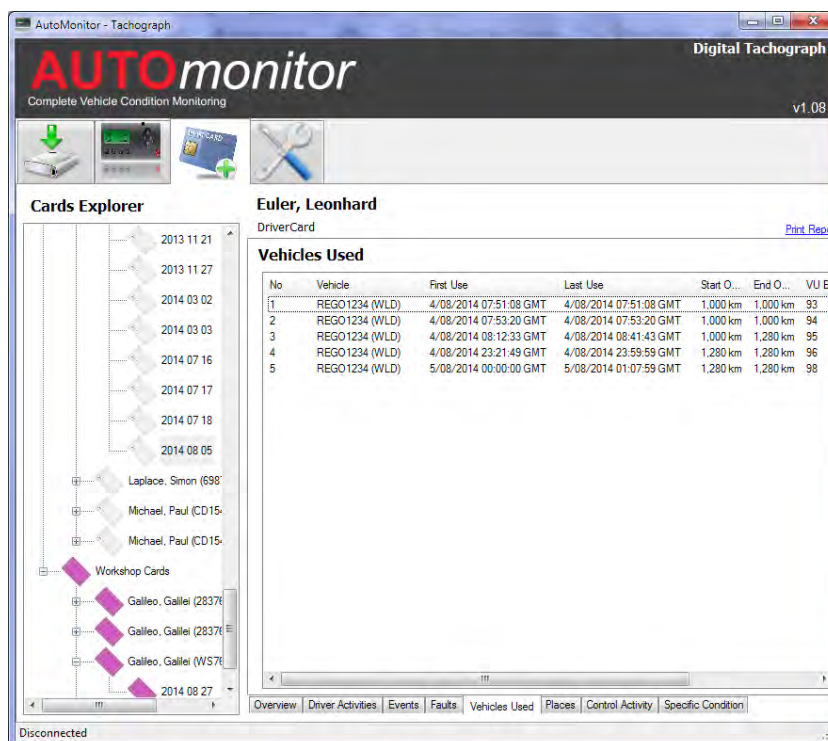 AutoMonitor - Tachograph
AUTOmonitor
Complete Vehicle Condition Monitoring
Digital Tachograph
v1.08
Cards Explorer
2013 11 21
2013 11 27
2014 03 02
2014 03 03
2014 07 16
2014 07 17
2014 07 18
2014 08 05
Laplace, Simon (698
Michael, Paul (CD15
Michael, Paul (CD15
Workshop Cards
Galileo, Galilei (2837
Galileo, Galilei (2837
Galileo, Galilei (WS7
2014 08 27
Euler, Leonhard
DriverCard
Print Repo
Vehicles Used
No Vehicle First Use Last Use Start O... End O... VU
1 REGO1234 (WLD) 4/08/2014 07:51:08 GMT 4/08/2014 07:51:08 GMT 1,000 km 1,000 km 93
2 REGO1234 (WLD) 4/08/2014 07:53:20 GMT 4/08/2014 07:53:20 GMT 1,000 km 1,000 km 94
3 REGO1234 (WLD) 4/08/2014 08:12:33 GMT 4/08/2014 08:41:43 GMT 1,000 km 1,280 km 95
4 REGO1234 (WLD) 4/08/2014 23:21:49 GMT 4/08/2014 23:59:59 GMT 1,280 km 1,280 km 96
5 REGO1234 (WLD) 5/08/2014 00:00:00 GMT 5/08/2014 01:07:59 GMT 1,280 km 1,280 km 98
Overview Driver Activities Events Faults Vehicles Used Places Control Activity Specific Condition
Disconnected